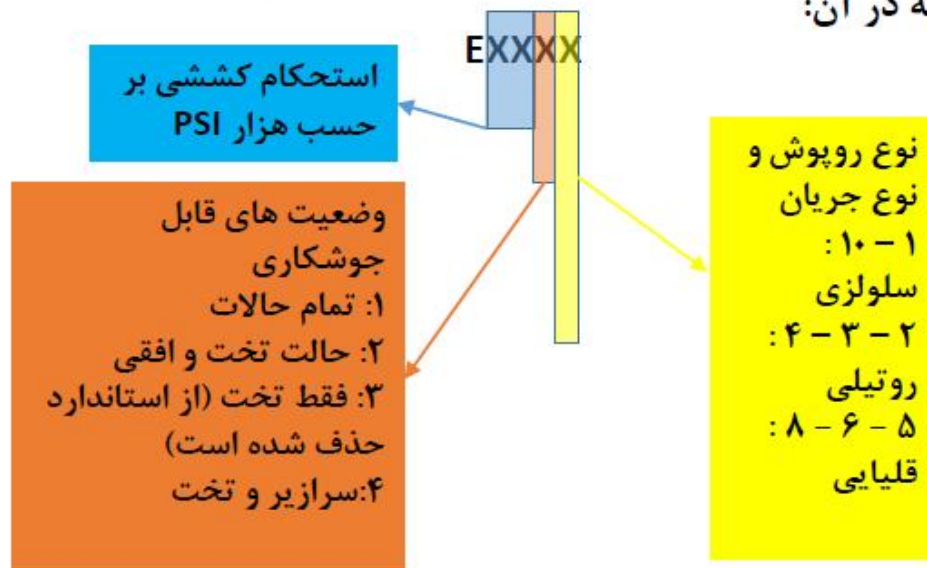 ه در آن:
EXXXX
استحکام کششی بر
حسب هزار PSI
وضعیت های قابل
جوشکاری
۱: تمام حالات
۲: حالت تخت و افقی
۳: فقط تخت (از استاندارد
حذف شده است)
۴:سرازیر و تخت
نوع روپوش و
نوع جریان
۱ – ۱۰ :
سلولزی
۲ – ۳ – ۴ :
روتیلی
۵ – ۶ – ۸ :
قلیایی